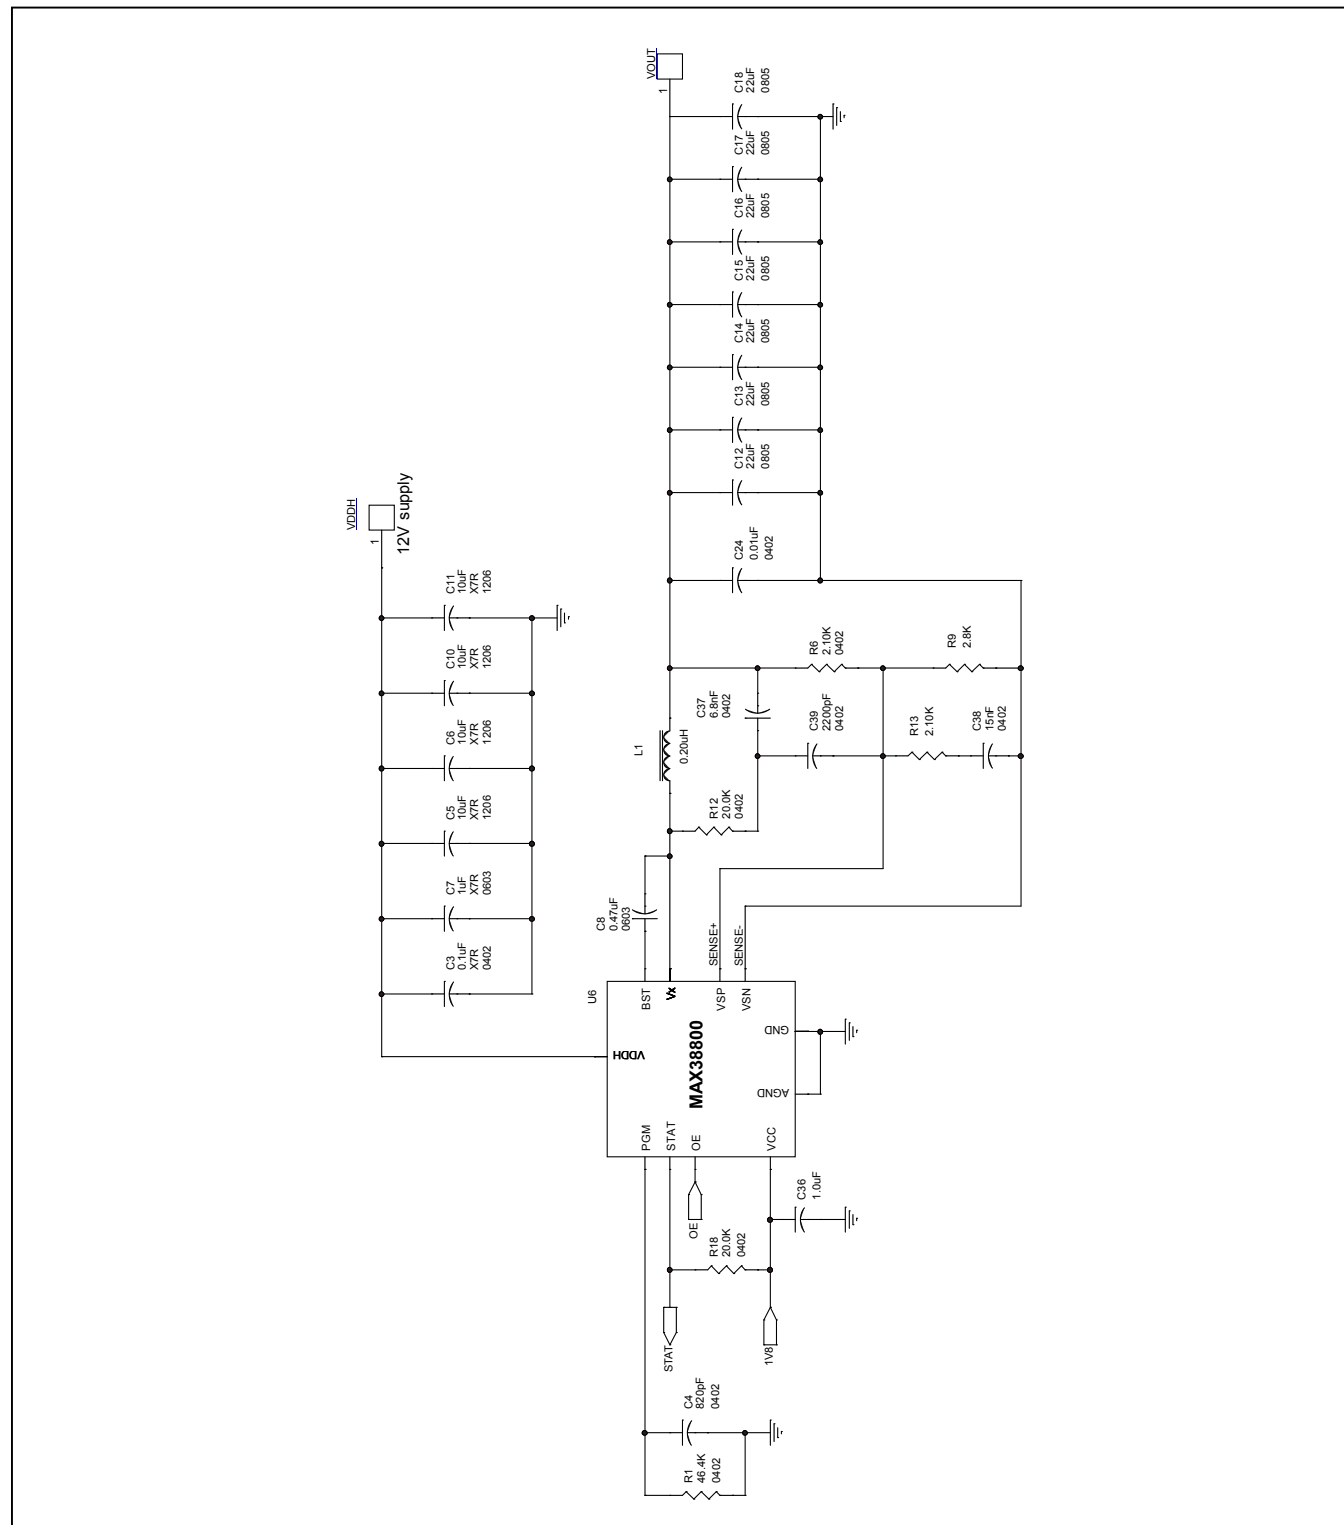 VOUT
1
C18
22uF
0805
C17
22uF
0805
C16
22uF
0805
C15
22uF
0805
C14
22uF
0805
C13
22uF
0805
C12
22uF
0805
C24
0.01uF
0402
VDDH
1
12V supply
C11
10uF
X7R
1206
C10
10uF
X7R
1206
C6
10uF
X7R
1206
C5
10uF
X7R
1206
C7
1uF
X7R
0603
C3
0.1uF
X7R
0402
R6
2.10K
0402
R9
2.8K
C37
6.8nF
0402
C39
2200pF
0402
R13
2.10K
C38
15nF
0402
L1
0.20uH
R12
20.0K
0402
C8
0.47uF
0603
SENSE+
SENSE-
U6
BST
Vx
VSP
VSN
VDDH
MAX38800
GND
AGND
PGM
STAT
OE
VCC
OE
C36
1.0uF
R18
20.0K
0402
STAT
1V8
C4
820pF
0402
R1
46.4K
0402